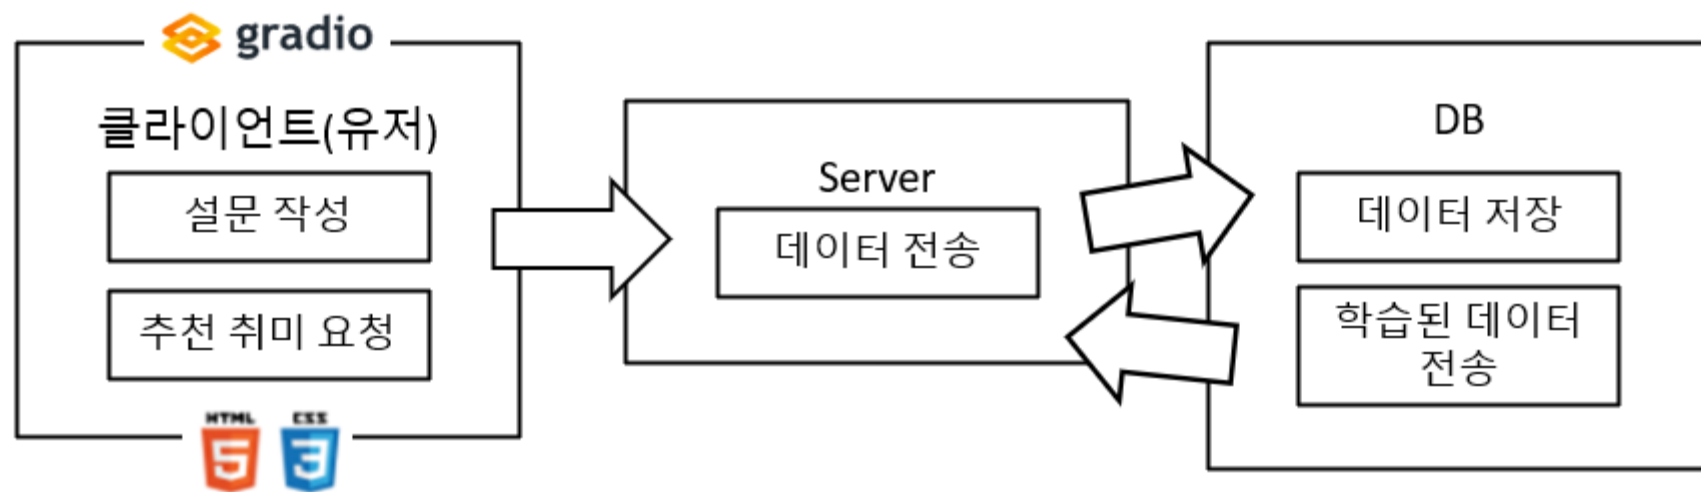 gradio
클라이언트(유저)
설문 작성
추천 취미 요청
HTML
5
CSS
3
Server
데이터 전송
DB
데이터 저장
학습된 데이터
전송